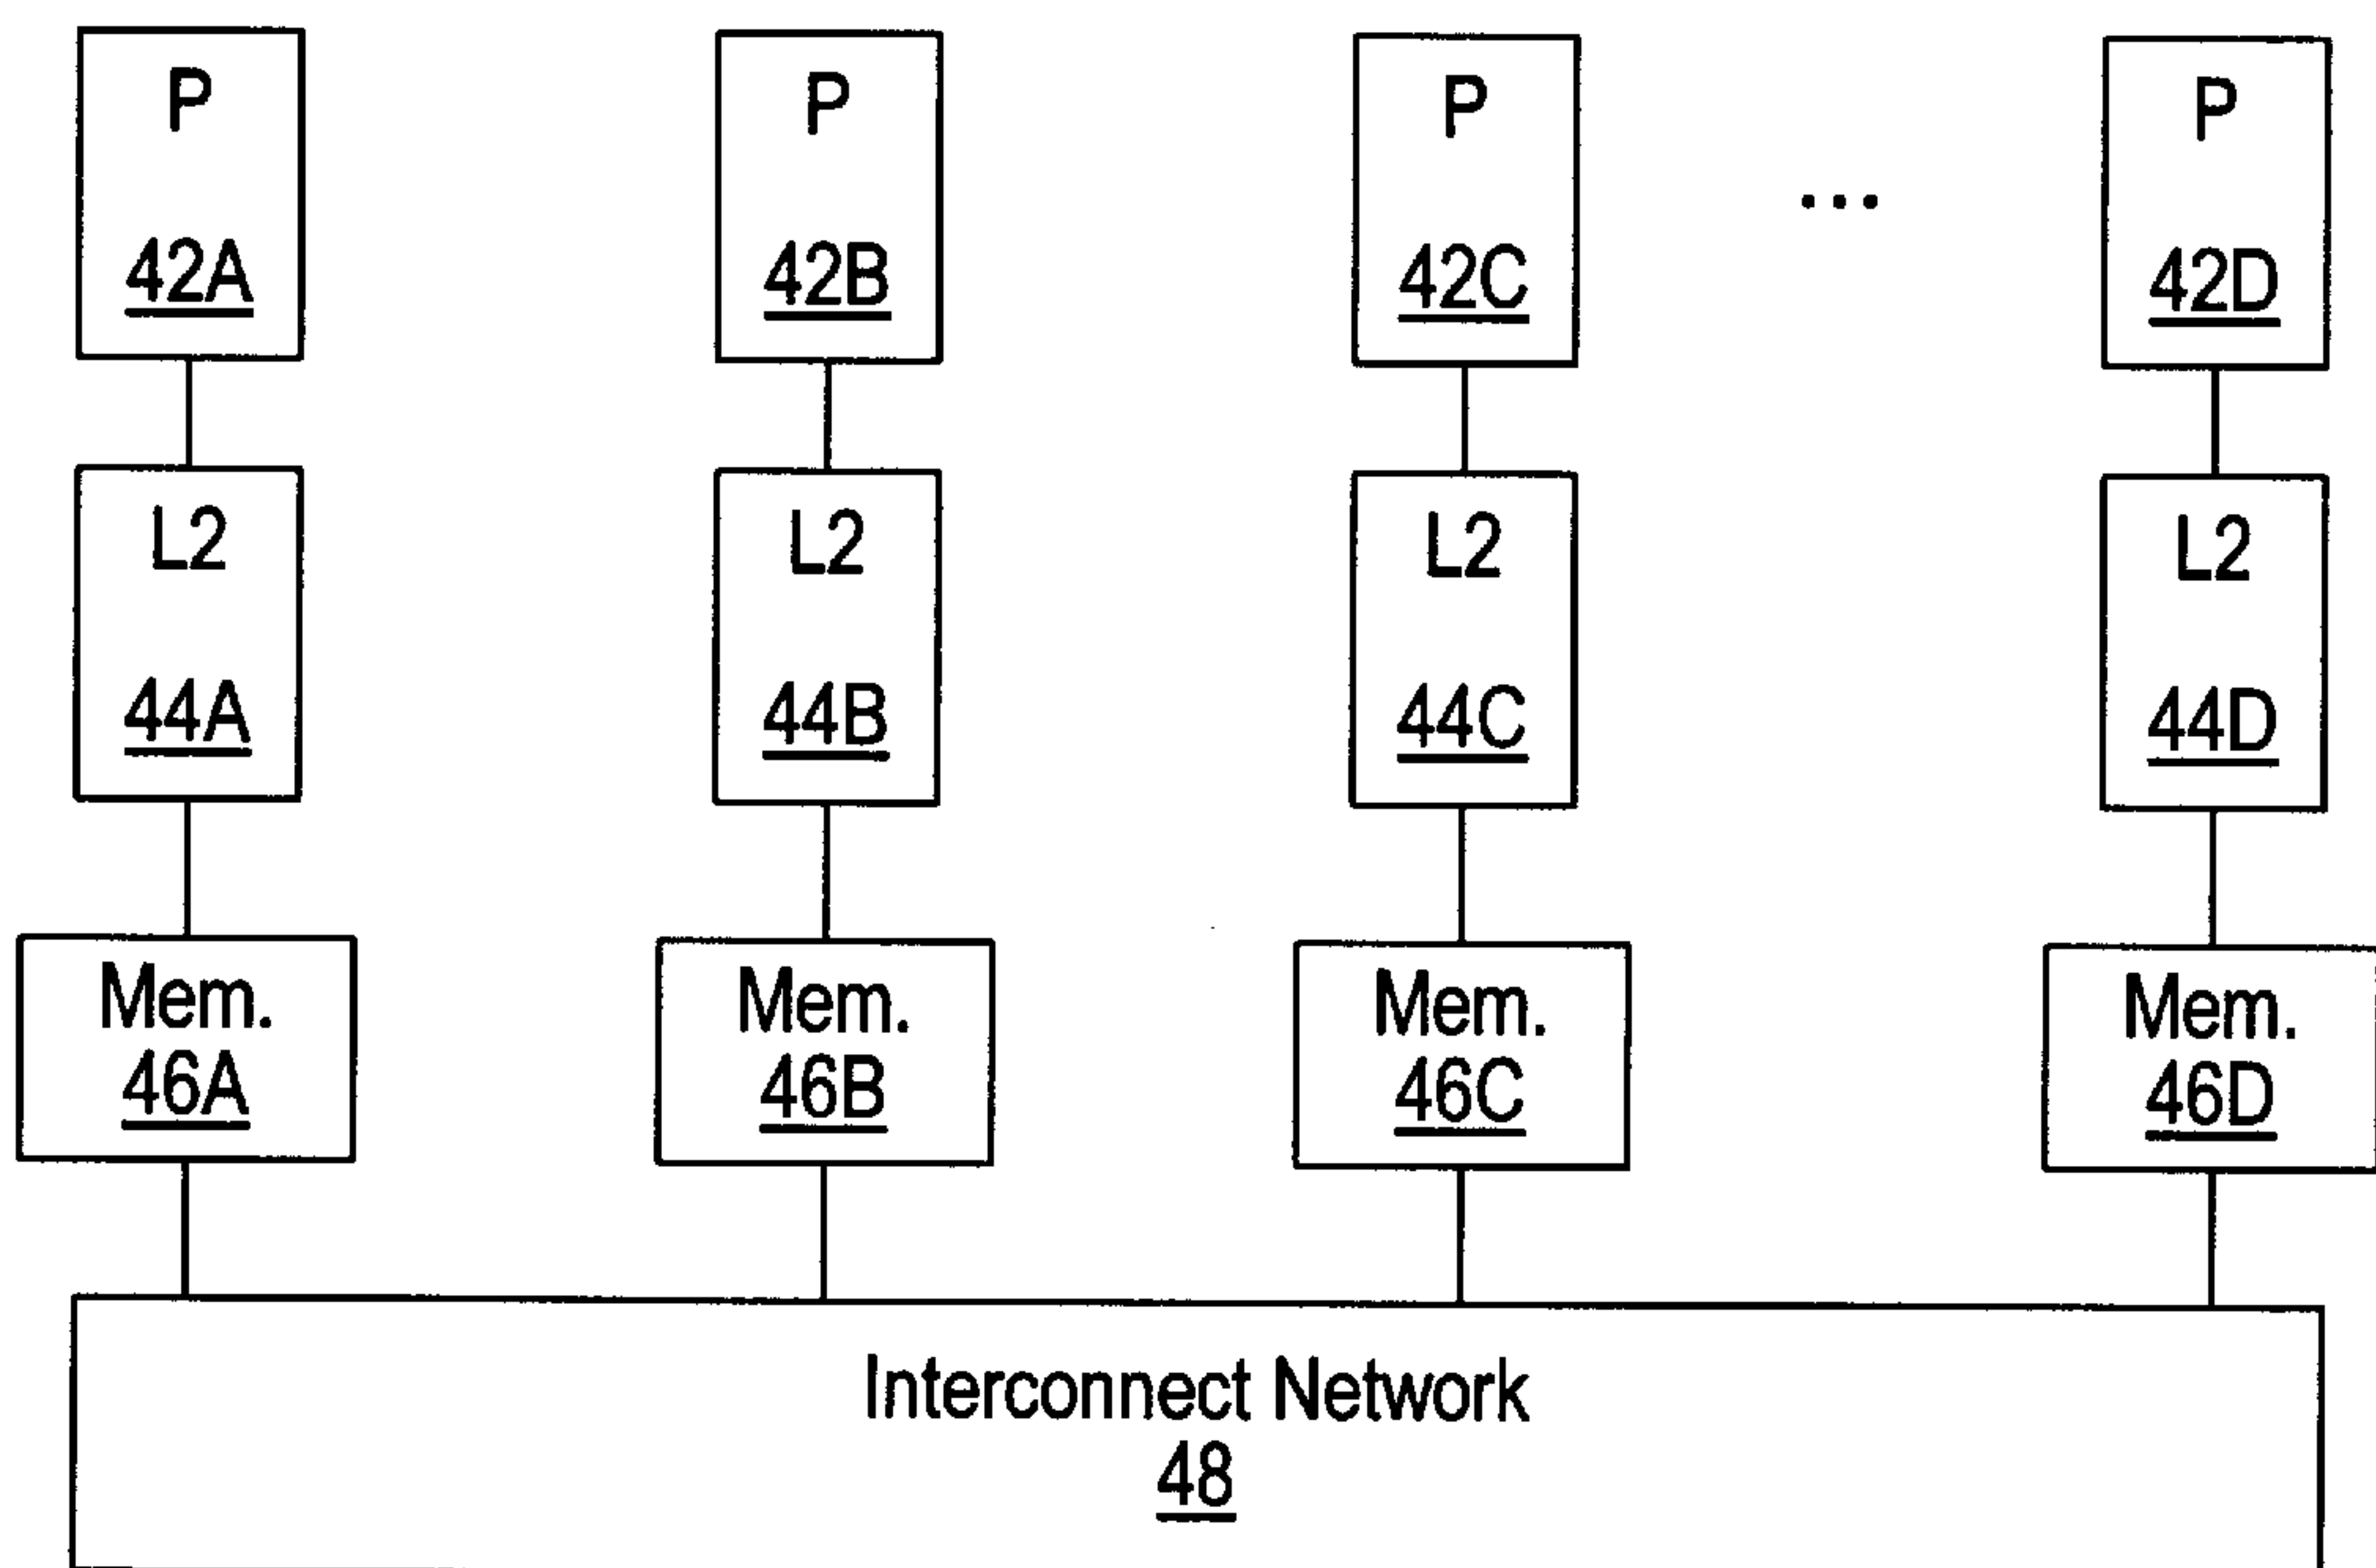 P P P P
...
42A 42B 42C 42D
L2 L2 L2 L2
44A 44B 44C 44D
Mem. Mem. Mem. Mem.
46A 46B 46C 46D
Interconnect Network
48